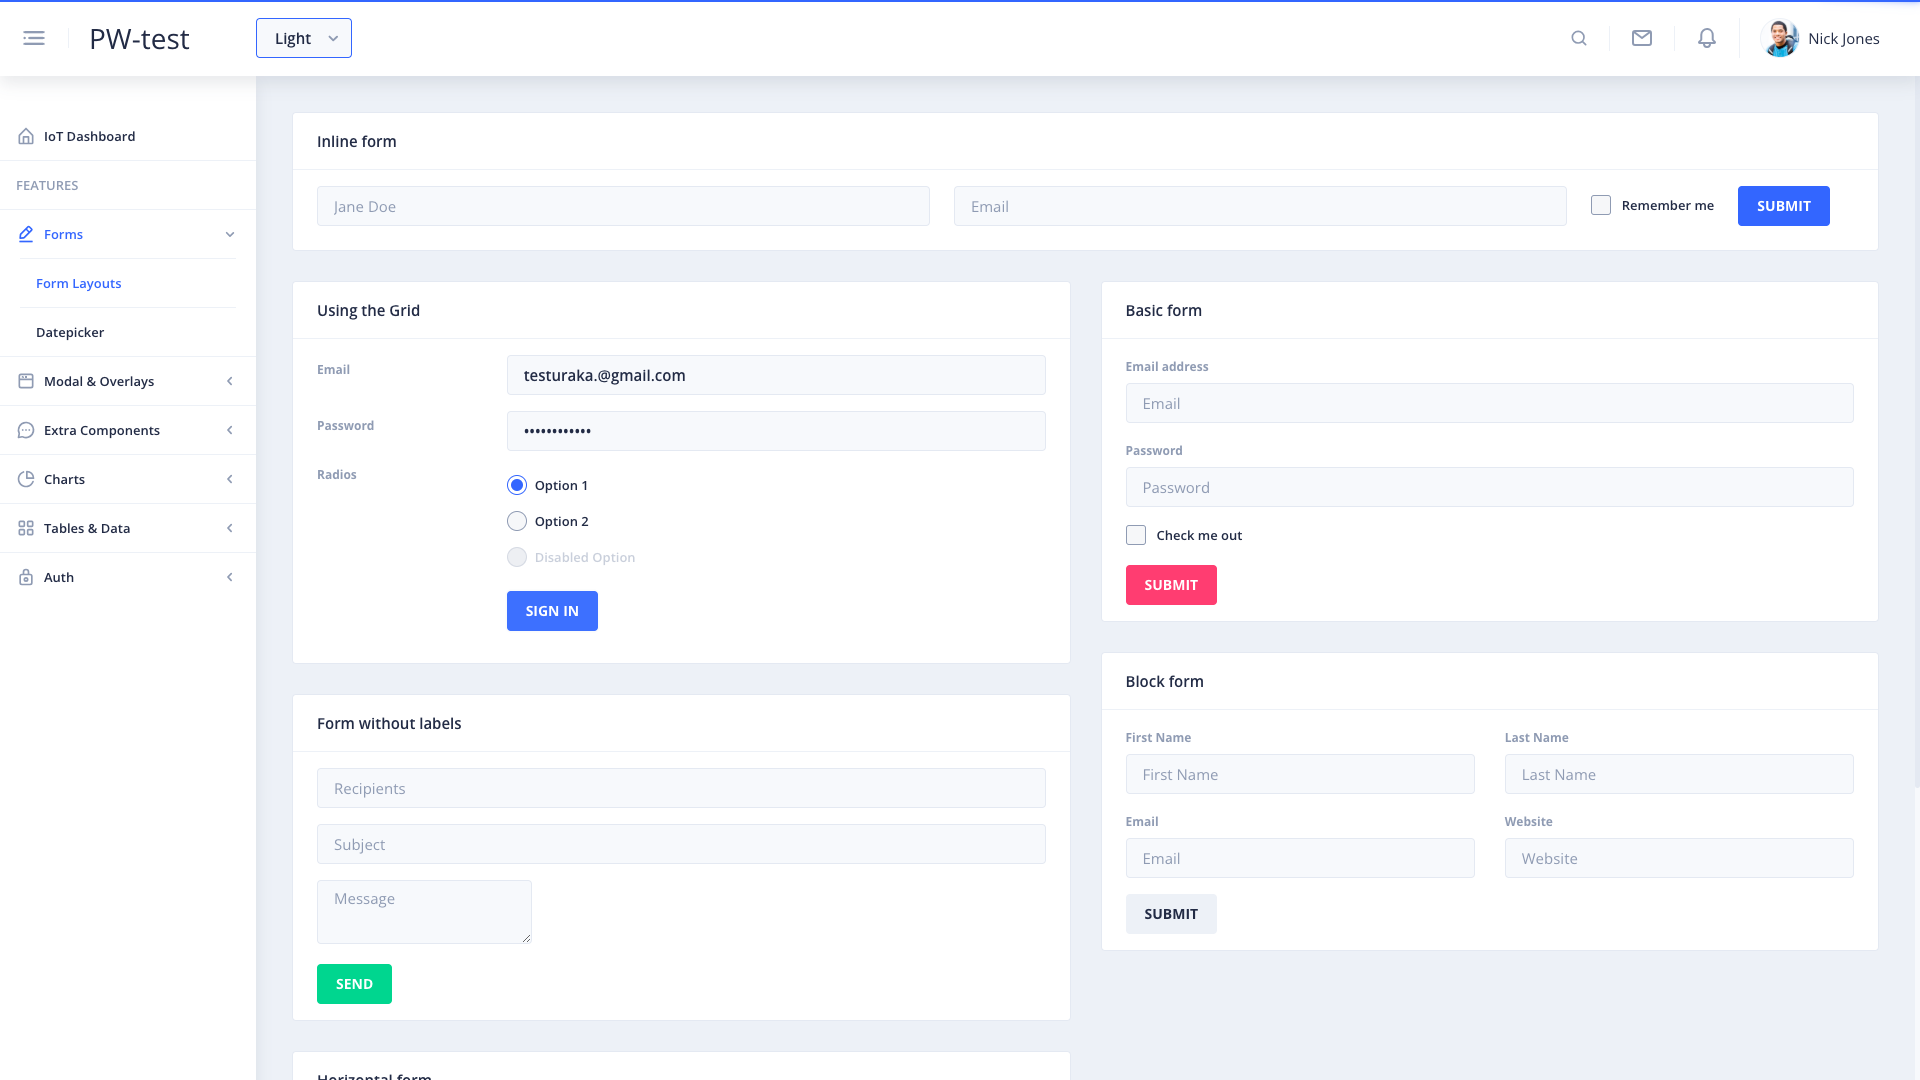 PW-test
Light
Nick Jones
IoT Dashboard
FEATURES
Forms
Form Layouts
Datepicker
Modal & Overlays
Extra Components
Charts
Tables & Data
Auth
Inline form
Jane Doe
Email
Remember me
SUBMIT
Using the Grid
Email
testuraka.@gmail.com
Password
••••••••••••
Radios
Option 1
Option 2
Disabled Option
SIGN IN
Form without labels
Recipients
Subject
Message
SEND
Horizontal form
Basic form
Email address
Email
Password
Password
Check me out
SUBMIT
Block form
First Name
Last Name
First Name
Last Name
Email
Website
Email
Website
SUBMIT